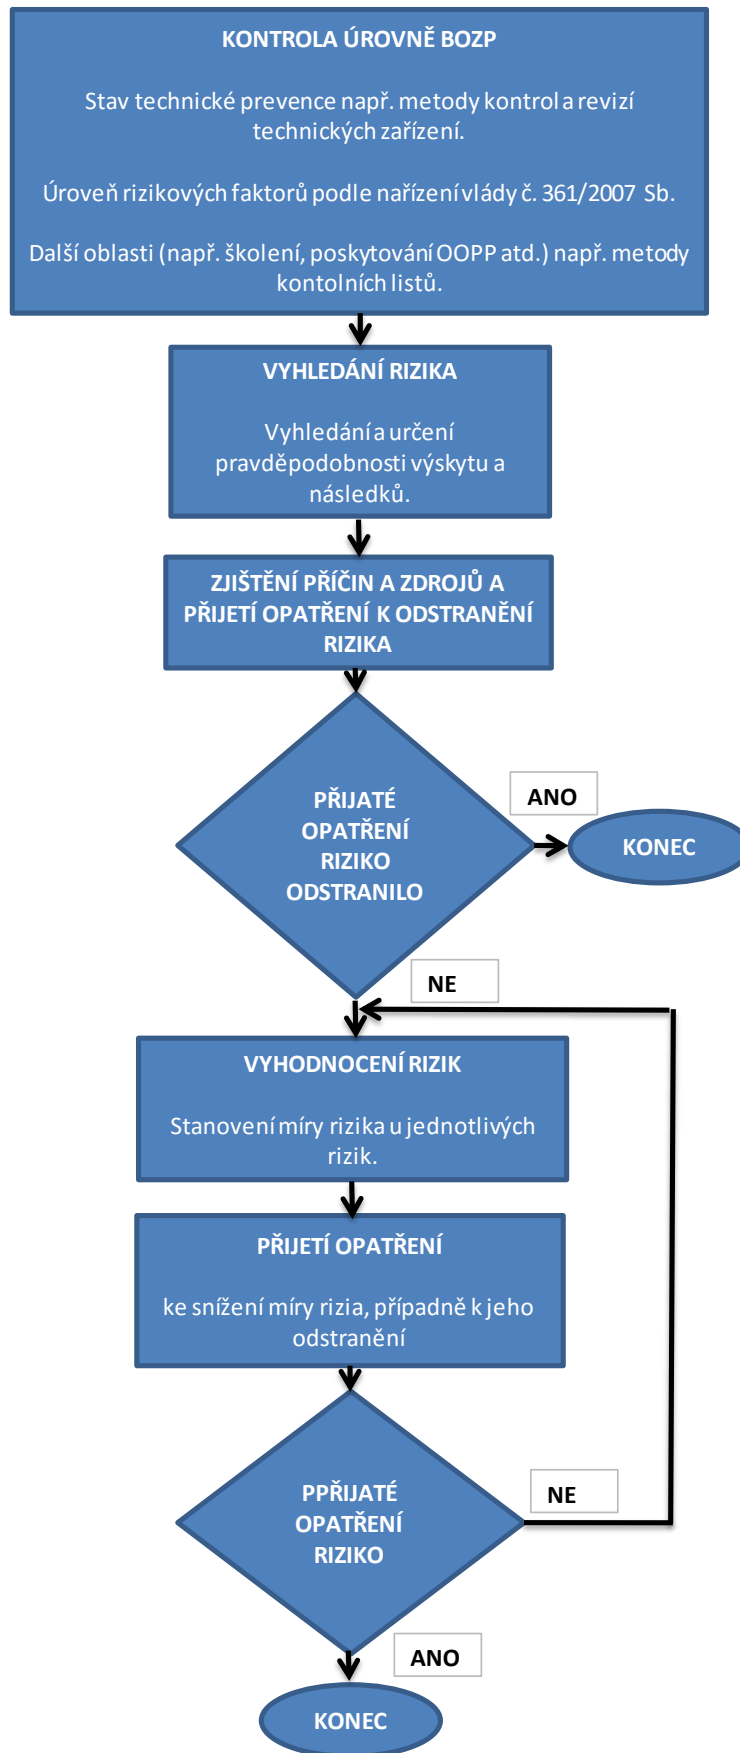 KONTROLA ÚROVNĚ BOZP
Stav technické prevence např. metody kontrol a revizí
technických zařízení.
Úroveň rizikových faktorů podle nařízení vlády č. 361/2007 Sb.
Další oblasti (např. školení, poskytování OOPP atd.) např. metody
kontolních listů.
VYHLEDÁNÍ RIZIKA
Vyhledání a určení
pravděpodobnosti výskytu a
následků.
ZJIŠTĚNÍ PŘÍČIN A ZDROJŮ A
PŘIJETÍ OPATŘENÍ K ODSTRANĚNÍ
RIZIKA
PŘIJATÉ
OPATŘENÍ
RIZIKO
ODSTRANILO
ANO
KONEC
NE
VYHODNOCENÍ RIZIK
Stanovení míry rizika u jednotlivých
rizik.
PŘIJETÍ OPATŘENÍ
ke snížení míry rizia, případně k jeho
odstranění
PPŘIJATÉ
OPATŘENÍ
RIZIKO
NE
ANO
KONEC